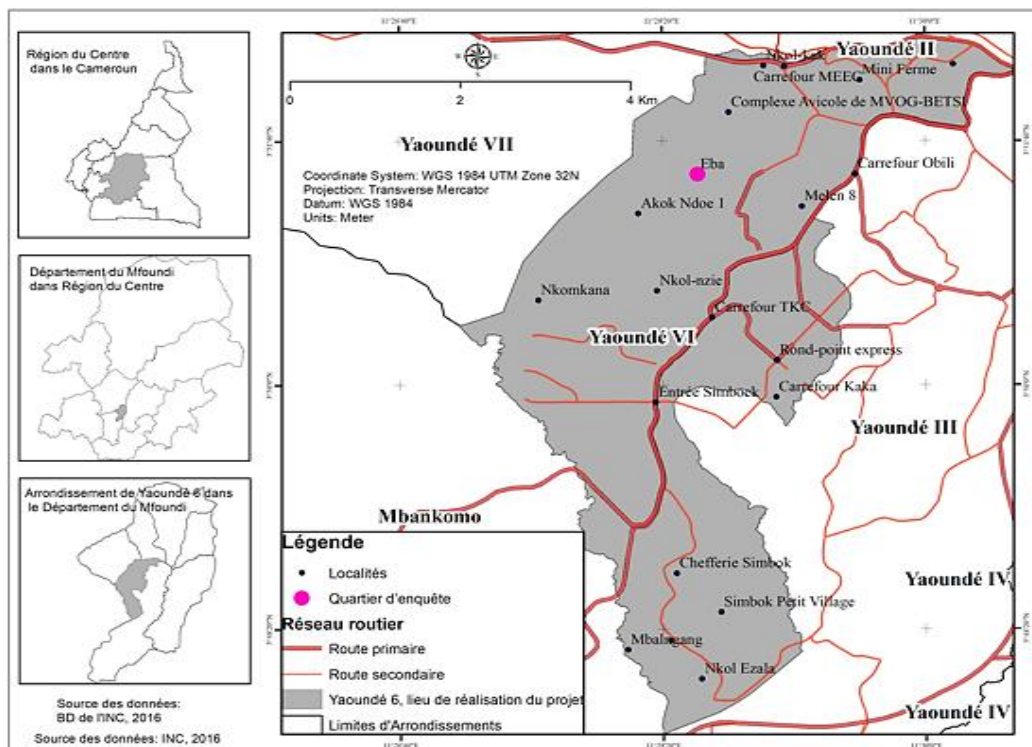 Région du Centre
dans le Cameroun
Département du Mfoundi
dans Région du Centre
Arrondissement de Yaoundé 6 dans
le Département du Mfoundi
Source des données:
BD de l'INC, 2016
Source des données: INC, 2016
N
S
0
2
4 Km
Coordinate System: WGS 1984 UTM Zone 32N
Projection: Transverse Mercator
Datum: WGS 1984
Units: Meter
Yaoundé II
Carrefour MEEC
Mini Ferme
Complexe Avicole de MVOG-BETSI
Yaoundé VII
Eba
Carrefour Obili
Akok Ndoe 1
Melen 8
Nkomkana
Nkol-nzie
Carrefour TKC
Yaoundé VI
Rond-point express
Entrée Simbock
Carrefour Kaka
Yaoundé III
Mbankomo
Chefferie Simbok
Simbok Petit Village
Nkol Ezala
Yaoundé IV
Yaoundé IV
Légende
Localités
Quartier d'enquête
Réseau routier
Route primaire
Route secondaire
Yaoundé 6, lieu de réalisation du projet
Limites d'Arrondissements